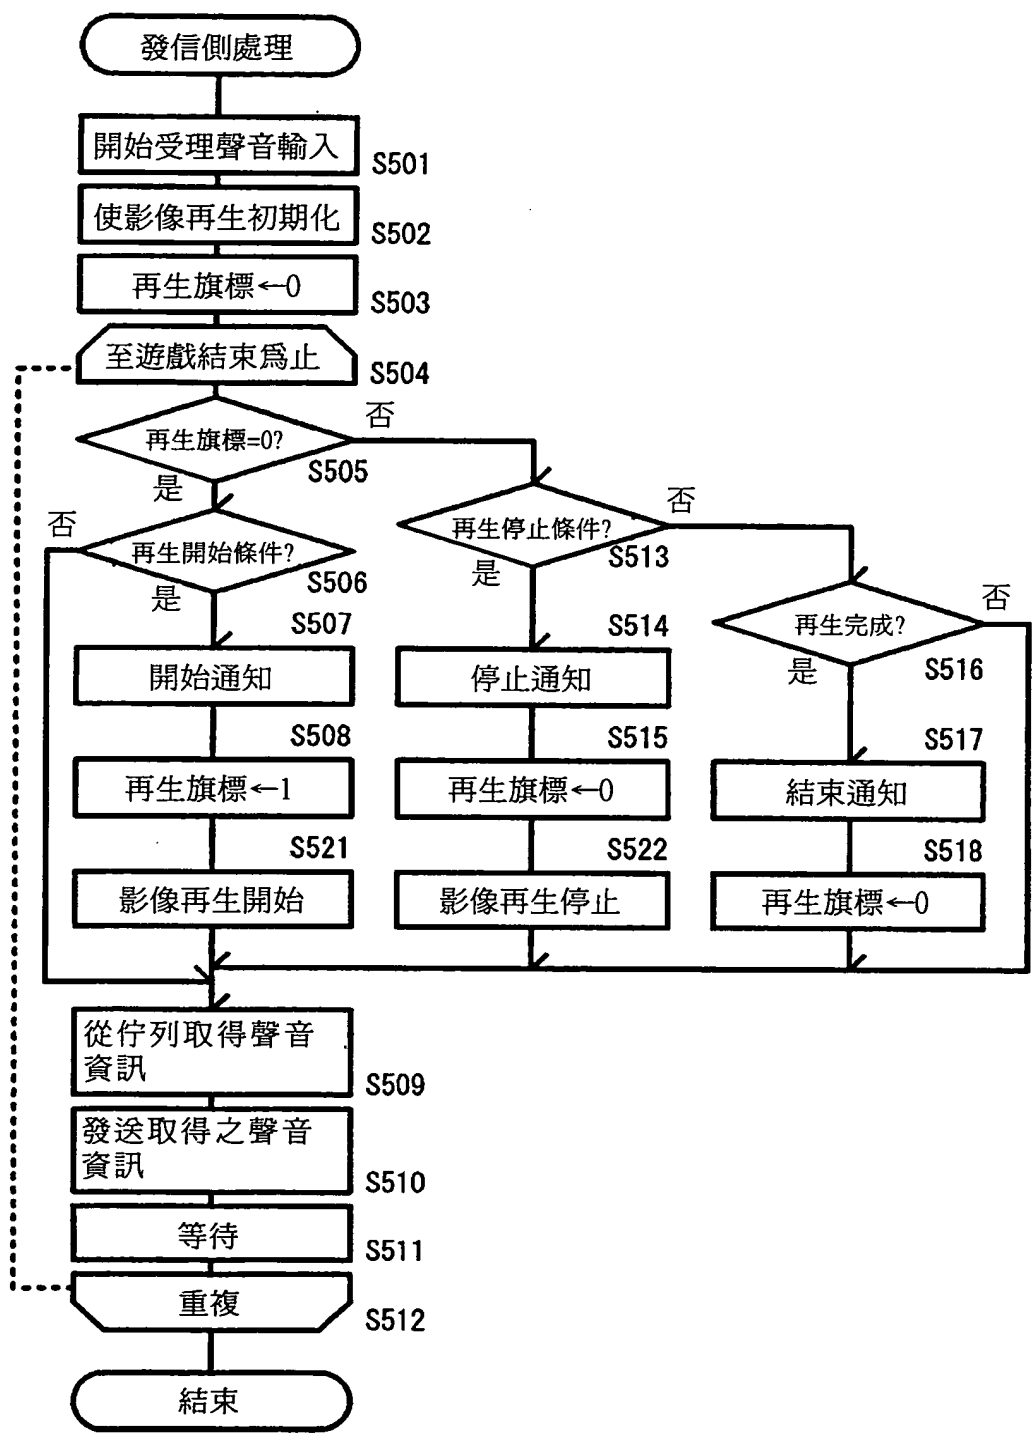 發信側處理
開始受理聲音輸入
S501
使影像再生初期化
S502
再生旗標←0
S503
至遊戲結束爲止
S504
再生旗標=0?
S505
否
是
再生開始條件?
S506
否
是
S507
開始通知
S508
再生旗標←1
S521
影像再生開始
再生停止條件?
S513
否
是
S514
停止通知
S515
再生旗標←0
S522
影像再生停止
再生完成?
S516
否
是
S517
結束通知
S518
再生旗標←0
從佇列取得聲音
資訊
S509
發送取得之聲音
資訊
S510
等待
S511
重複
S512
結束